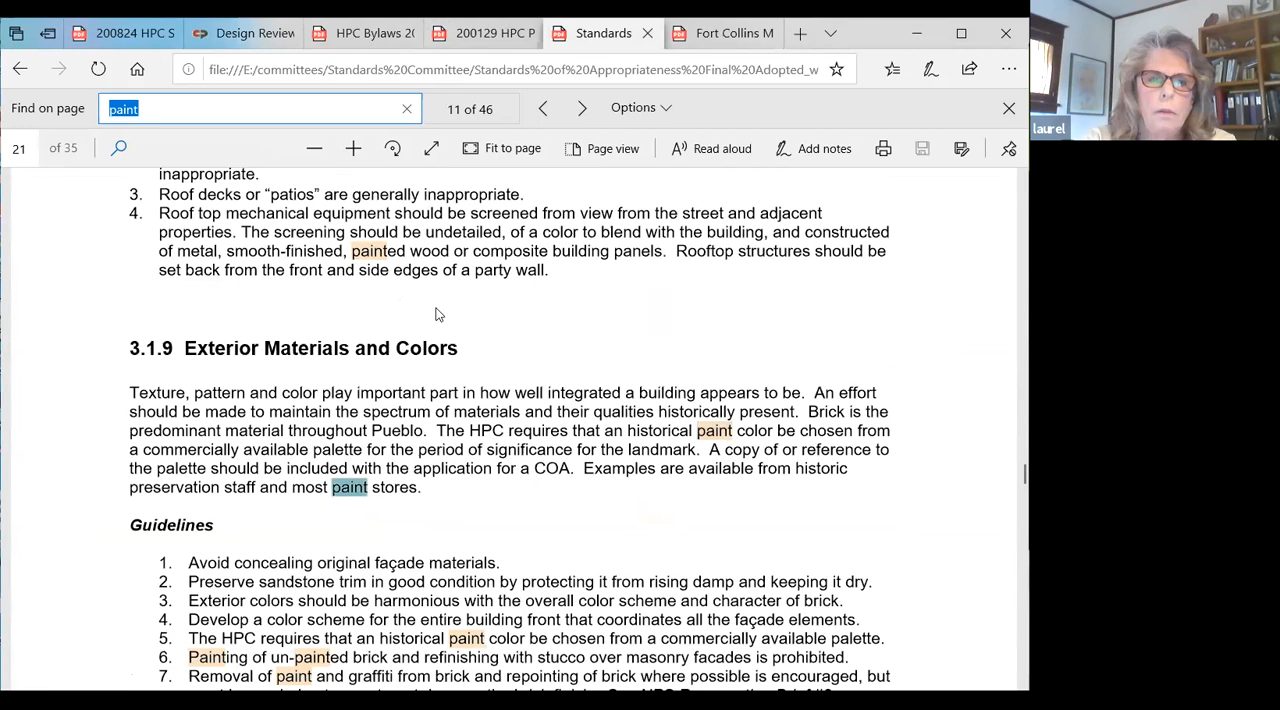 200824 HPC S
Design Review
HPC Bylaws 20
200129 HPC P
Standards
Fort Collins M
file:///E:/committees/Standards%20Committee/Standards%20of%20Appropriateness%20Final%20Adopted_w
Find on page
paint
11 of 46
Options
21 of 35
Fit to page
Page view
Read aloud
Add notes
laurel
inappropriate.
3. Roof decks or “patios” are generally inappropriate.
4. Roof top mechanical equipment should be screened from view from the street and adjacent
properties. The screening should be undetailed, of a color to blend with the building, and constructed
of metal, smooth-finished, painted wood or composite building panels. Rooftop structures should be
set back from the front and side edges of a party wall.
3.1.9 Exterior Materials and Colors
Texture, pattern and color play important part in how well integrated a building appears to be. An effort
should be made to maintain the spectrum of materials and their qualities historically present. Brick is the
predominant material throughout Pueblo. The HPC requires that an historical paint color be chosen from
a commercially available palette for the period of significance for the landmark. A copy of or reference to
the palette should be included with the application for a COA. Examples are available from historic
preservation staff and most paint stores.
Guidelines
1. Avoid concealing original façade materials.
2. Preserve sandstone trim in good condition by protecting it from rising damp and keeping it dry.
3. Exterior colors should be harmonious with the overall color scheme and character of brick.
4. Develop a color scheme for the entire building front that coordinates all the façade elements.
5. The HPC requires that an historical paint color be chosen from a commercially available palette.
6. Painting of un-painted brick and refinishing with stucco over masonry facades is prohibited.
7. Removal of paint and graffiti from brick and repointing of brick where possible is encouraged, but